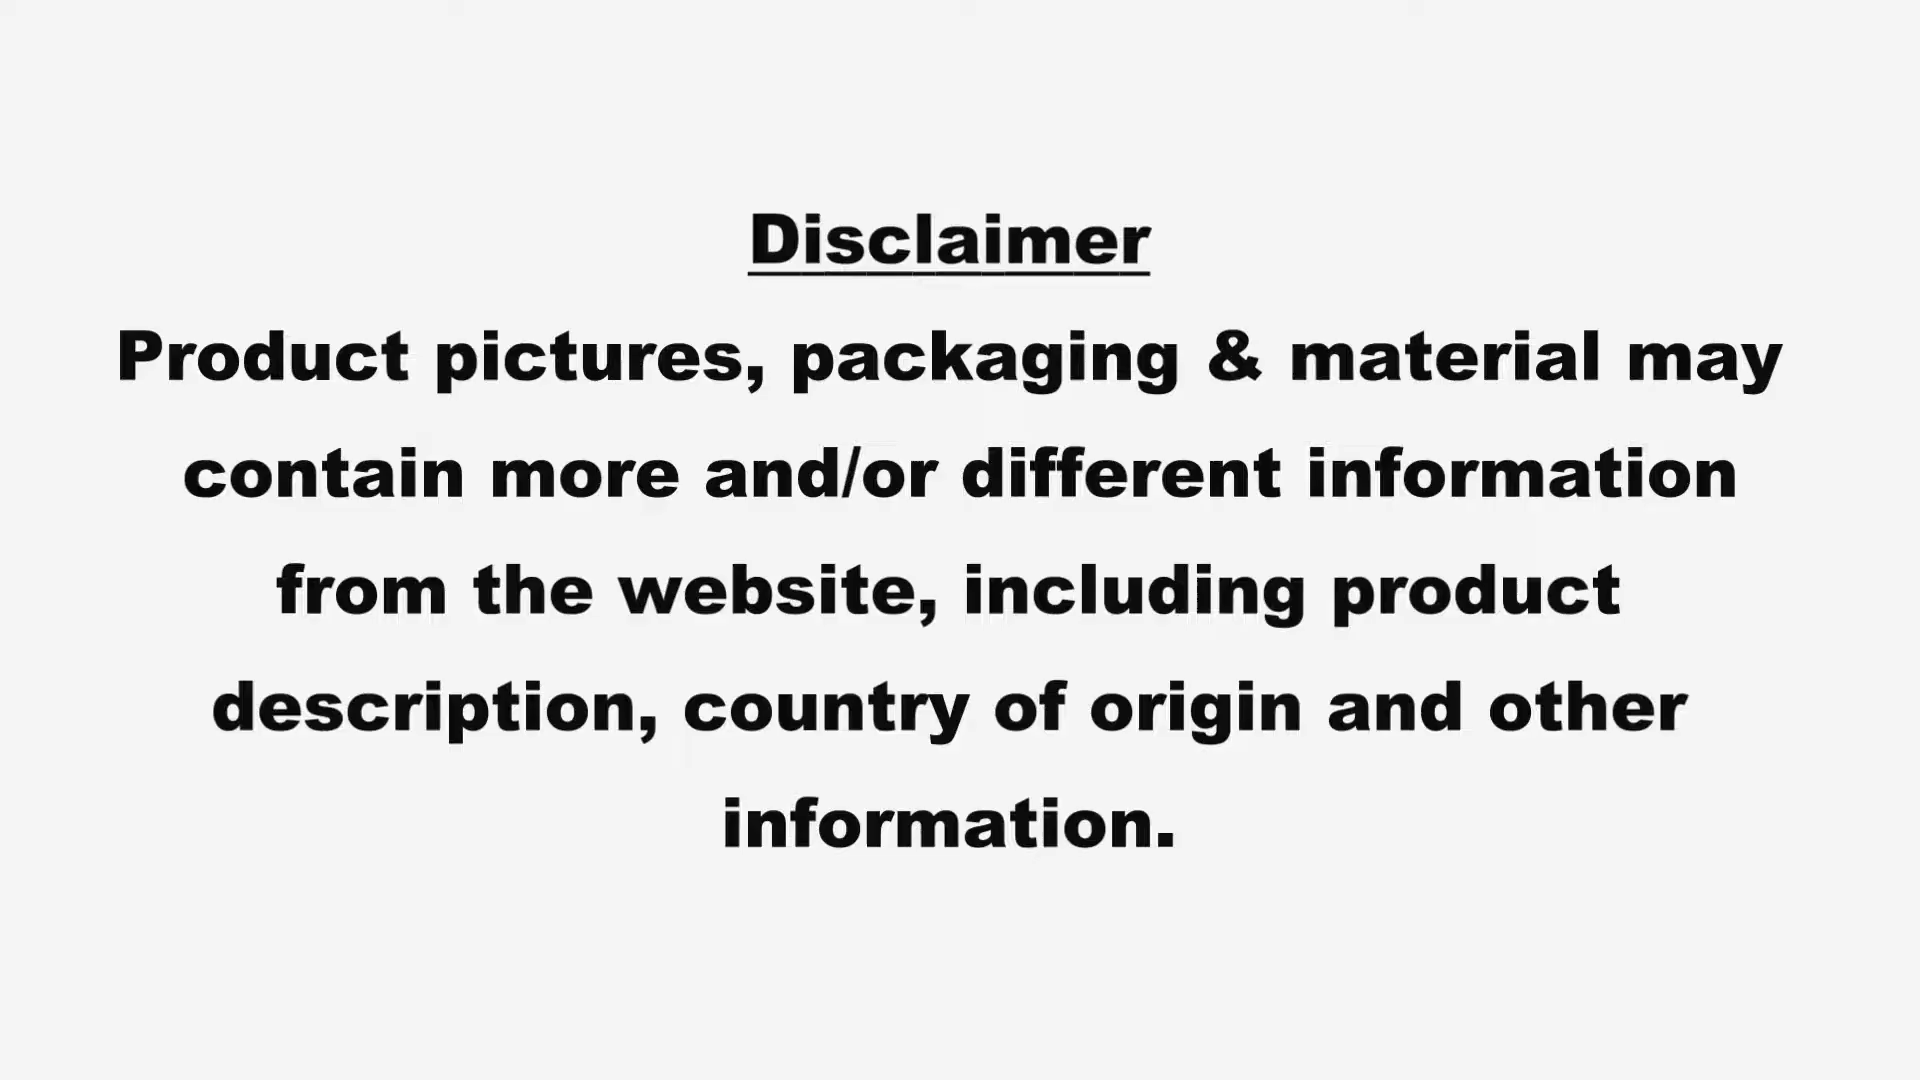 Disclaimer
Product pictures, packaging & material may
contain more and/or different information
from the website, including product
description, country of origin and other
information.